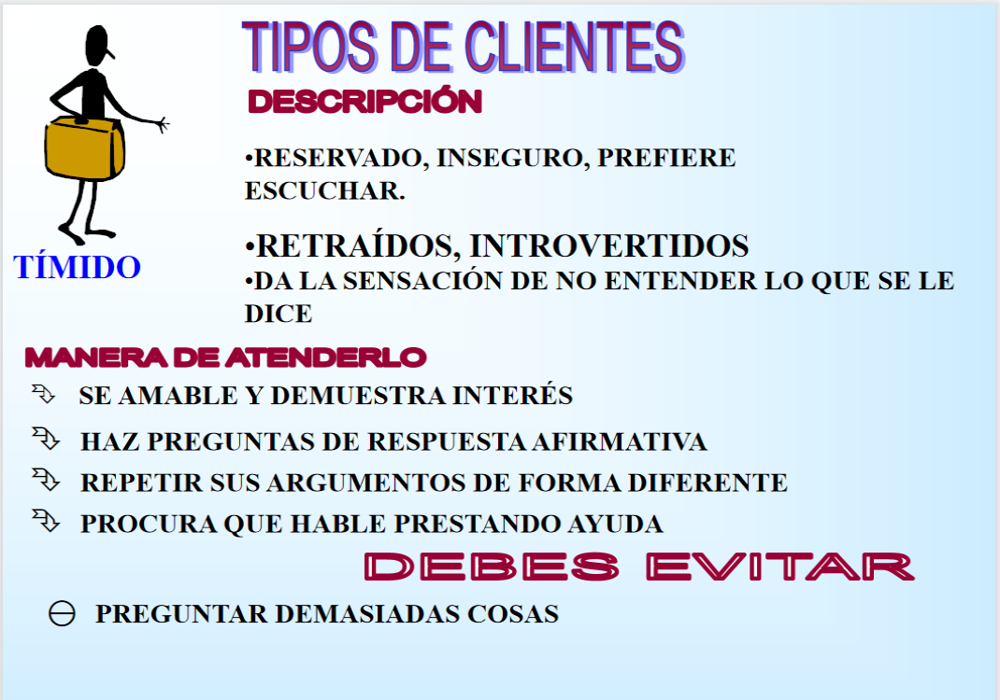 TIPOS DE CLIENTES
DESCRIPCIÓN
•RESERVADO, INSEGURO, PREFIERE
ESCUCHAR.
•RETRAÍDOS, INTROVERTIDOS
TÍMIDO
•DA LA SENSACIÓN DE NO ENTENDER LO QUE SE LE
DICE
MANERA DE ATENDERLO
SE AMABLE Y DEMUESTRA INTERÉS
HAZ PREGUNTAS DE RESPUESTA AFIRMATIVA
REPETIR SUS ARGUMENTOS DE FORMA DIFERENTE
PROCURA QUE HABLE PRESTANDO AYUDA
DEBES EVITAR
PREGUNTAR DEMASIADAS COSAS